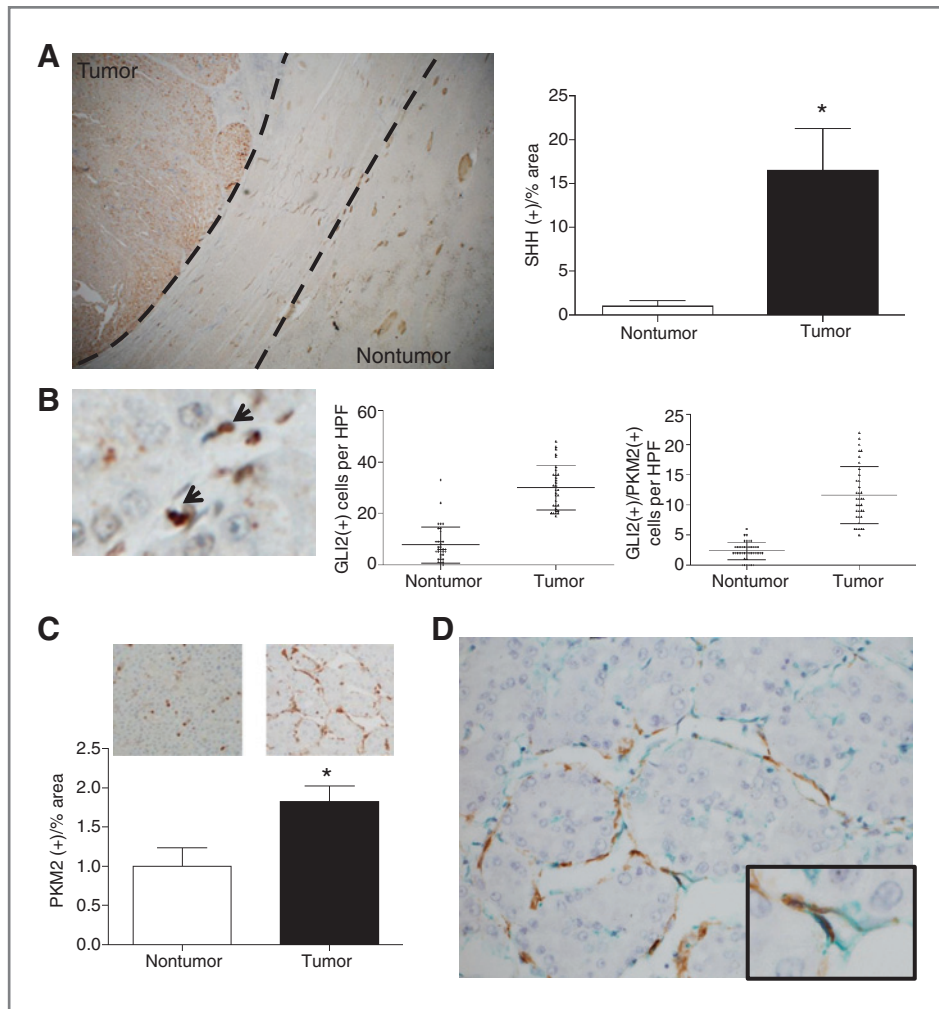 A
Tumor
Nontumor
SHH (+)/% area
25
20
15
10
5
0
*
Nontumor
Tumor
B
GLI2(+) cells per HPF
60
40
20
0
Nontumor
Tumor
GLI2(+)/PKM2(+)
cells per HPF
25
20
15
10
5
0
Nontumor
Tumor
C
PKM2 (+)/% area
2.5
2.0
1.5
1.0
0.5
0.0
*
Nontumor
Tumor
D